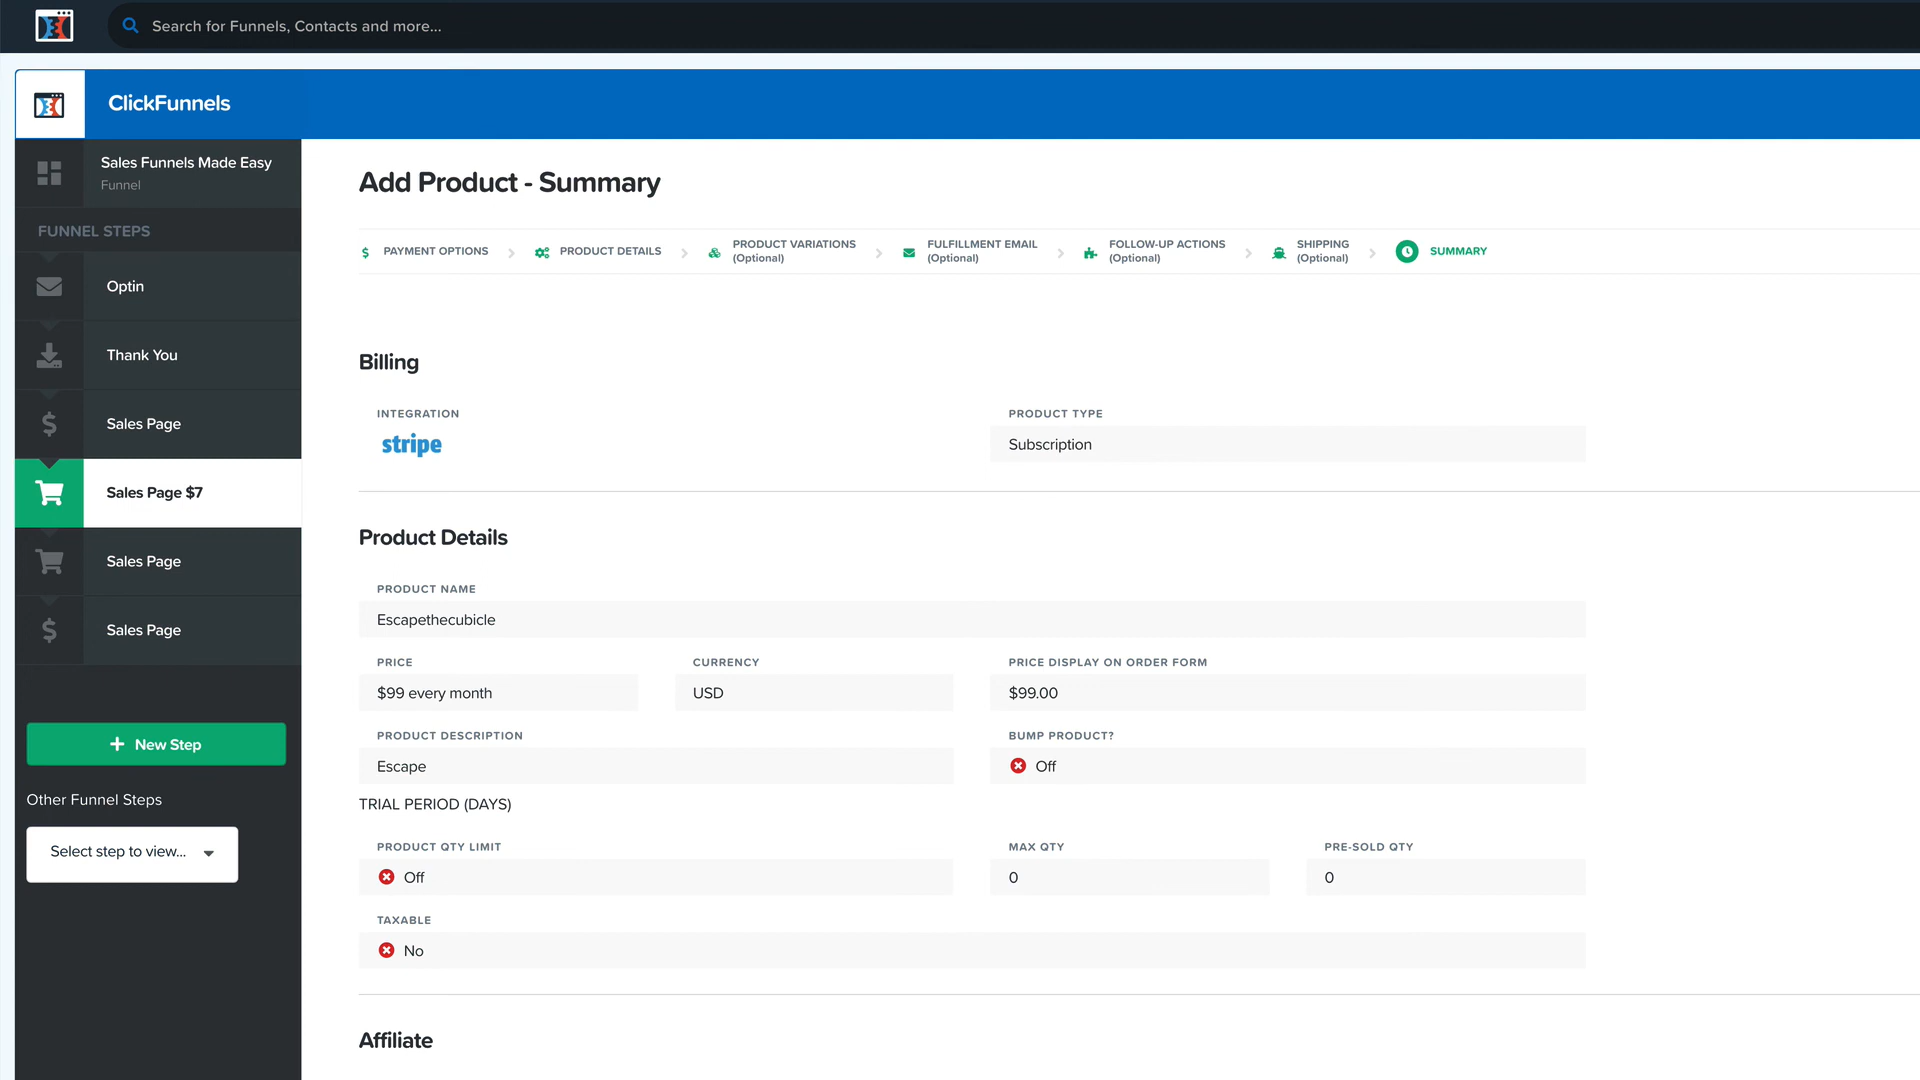 Search for Funnels, Contacts and more...
ClickFunnels
Sales Funnels Made Easy
Funnel
FUNNEL STEPS
Optin
Thank You
Sales Page
Sales Page $7
Sales Page
Sales Page
New Step
Other Funnel Steps
Select step to view...
Add Product - Summary
PAYMENT OPTIONS
PRODUCT DETAILS
PRODUCT VARIATIONS
(Optional)
FULFILLMENT EMAIL
(Optional)
FOLLOW-UP ACTIONS
(Optional)
SHIPPING
(Optional)
SUMMARY
Billing
INTEGRATION
stripe
PRODUCT TYPE
Subscription
Product Details
PRODUCT NAME
Escapethecubicle
PRICE
$99 every month
CURRENCY
USD
PRICE DISPLAY ON ORDER FORM
$99.00
PRODUCT DESCRIPTION
Escape
BUMP PRODUCT?
Off
TRIAL PERIOD (DAYS)
PRODUCT QTY LIMIT
Off
MAX QTY
0
PRE-SOLD QTY
0
TAXABLE
No
Affiliate